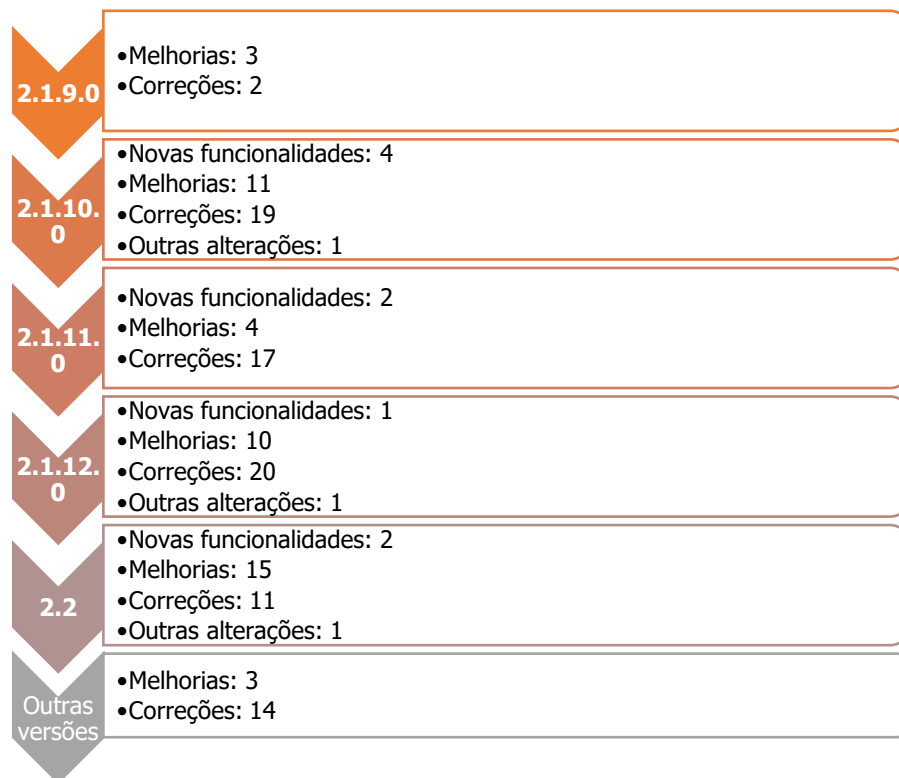 2.1.9.0
•Melhorias: 3
•Correções: 2
2.1.10.
0
•Novas funcionalidades: 4
•Melhorias: 11
•Correções: 19
•Outras alterações: 1
2.1.11.
0
•Novas funcionalidades: 2
•Melhorias: 4
•Correções: 17
2.1.12.
0
•Novas funcionalidades: 1
•Melhorias: 10
•Correções: 20
•Outras alterações: 1
2.2
•Novas funcionalidades: 2
•Melhorias: 15
•Correções: 11
•Outras alterações: 1
Outras
versões
•Melhorias: 3
•Correções: 14